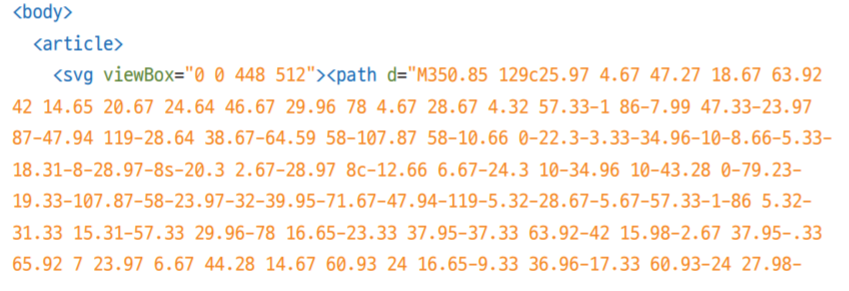 <body>
<article>
<svg viewBox="0 0 448 512"><path d="M350.85 129c25.97 4.67 47.27 18.67 63.92
42 14.65 20.67 24.64 46.67 29.96 78 4.67 28.67 4.32 57.33-1 86-7.99 47.33-23.97
87-47.94 119-28.64 38.67-64.59 58-107.87 58-10.66 0-22.3-3.33-34.96-10-8.66-5.33-
18.31-8-28.97-8s-20.3 2.67-28.97 8c-12.66 6.67-24.3 10-34.96 10-43.28 0-79.23-
19.33-107.87-58-23.97-32-39.95-71.67-47.94-119-5.32-28.67-5.67-57.33-1-86 5.32-
31.33 15.31-57.33 29.96-78 16.65-23.33 37.95-37.33 63.92-42 15.98-2.67 37.95-.33
65.92 7 23.97 6.67 44.28 14.67 60.93 24 16.65-9.33 36.96-17.33 60.93-24 27.98-